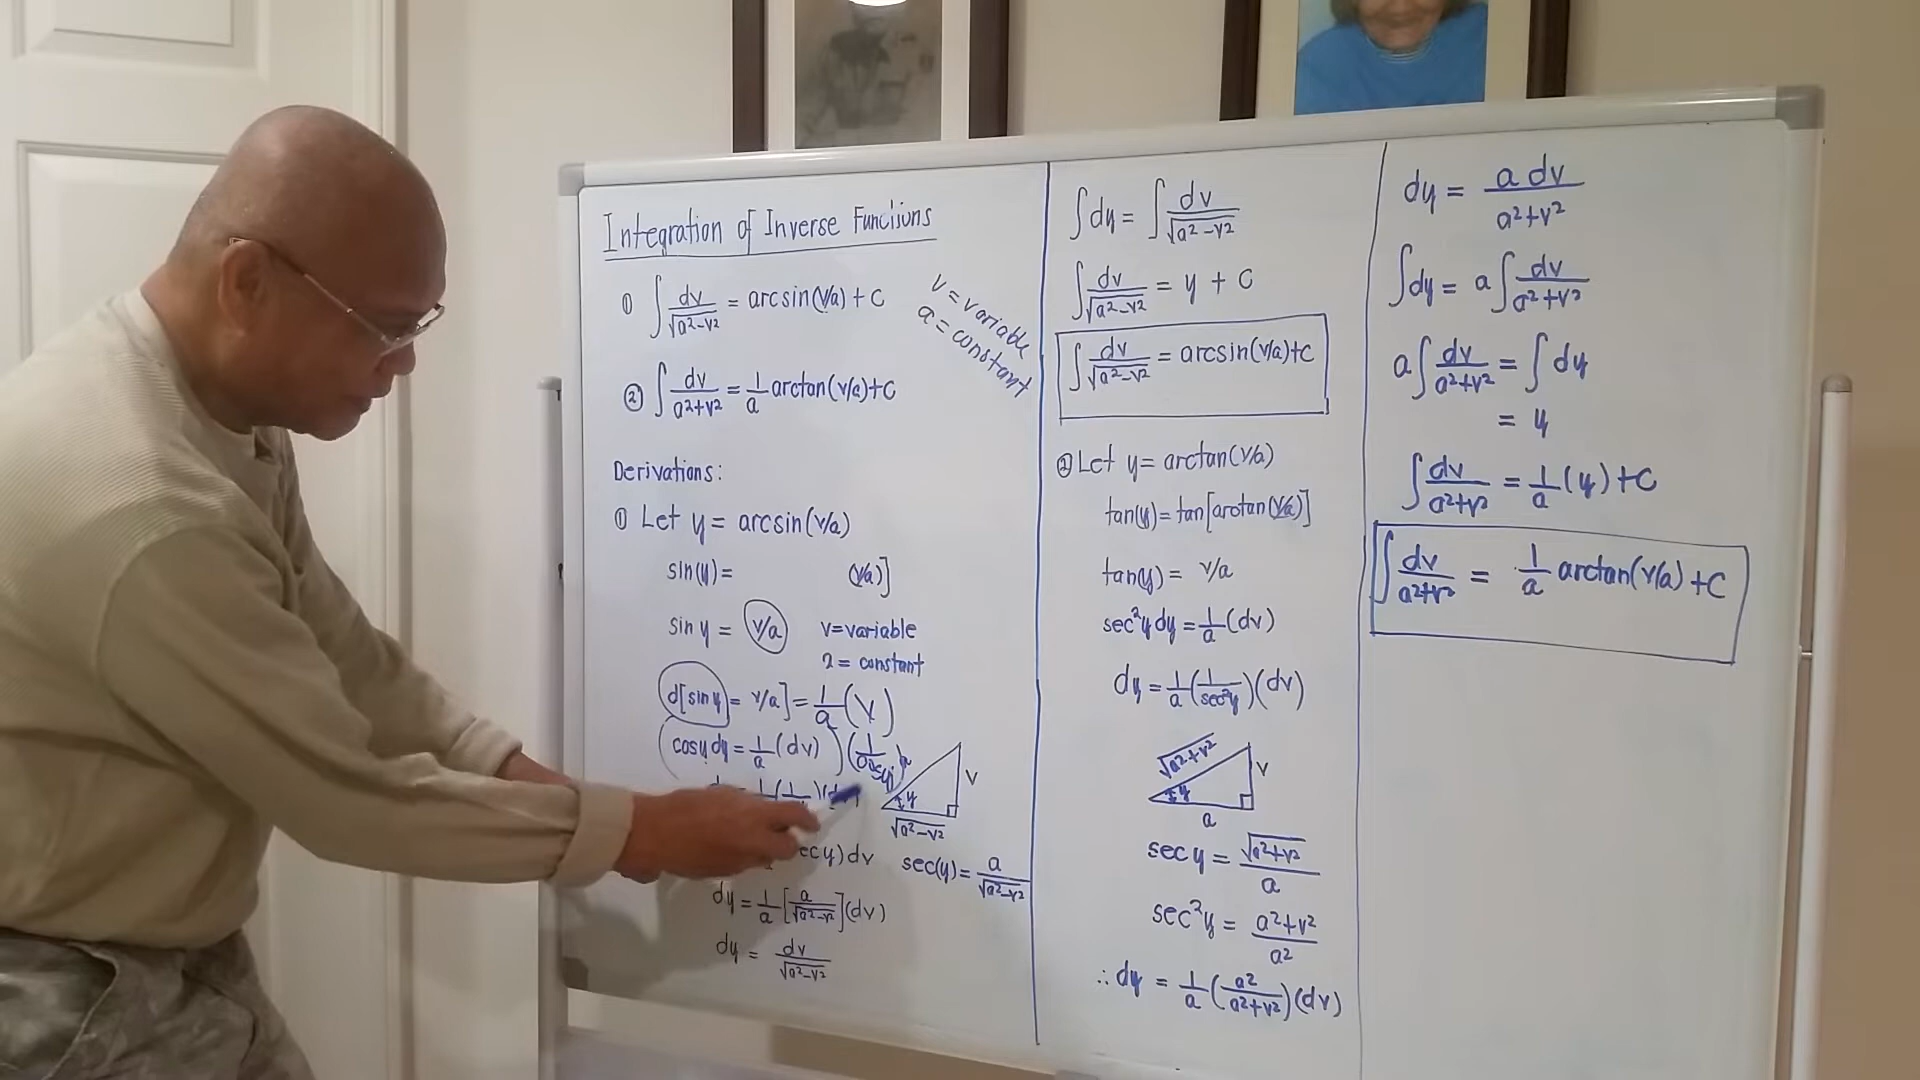 Integration of Inverse Functions
① ∫ dv/√(a²-v²) = arcsin(v/a) + C
② ∫ dv/(a²+v²) = 1/a arctan(v/a)+C
v = variable
a = constant
Derivations:
① Let y = arcsin(v/a)
sin(y) = (v/a)]
sin y = v/a
v=variable
a = constant
d[sin y = v/a] = 1/a (v)
cosy dy = 1/a (dv) ) (1/cosy)
a
v
y
√(a²-v²)
ecy) dv
sec(y) = a/√(a²-v²)
dy = 1/a [a/√(a²-v²)] (dv)
dy = dv/√(a²-v²)
∫dy = ∫ dv/√(a²-v²)
∫ dv/√(a²-v²) = y + C
∫ dv/√(a²-v²) = arcsin(v/a)+C
② Let y = arctan(v/a)
tan(y) = tan[arctan(v/a)]
tan(y) = v/a
sec²y dy = 1/a (dv)
dy = 1/a (1/sec²y) (dv)
√(a²+v²)
v
y
a
sec y = √(a²+v²)/a
sec²y = (a²+v²)/a²
∴ dy = 1/a (a²/(a²+v²)) (dv)
dy = a dv/(a²+v²)
∫dy = a∫ dv/(a²+v²)
a∫ dv/(a²+v²) = ∫ dy
= y
∫ dv/(a²+v²) = 1/a (y) + C
∫ dv/(a²+v²) = 1/a arctan(v/a) + C